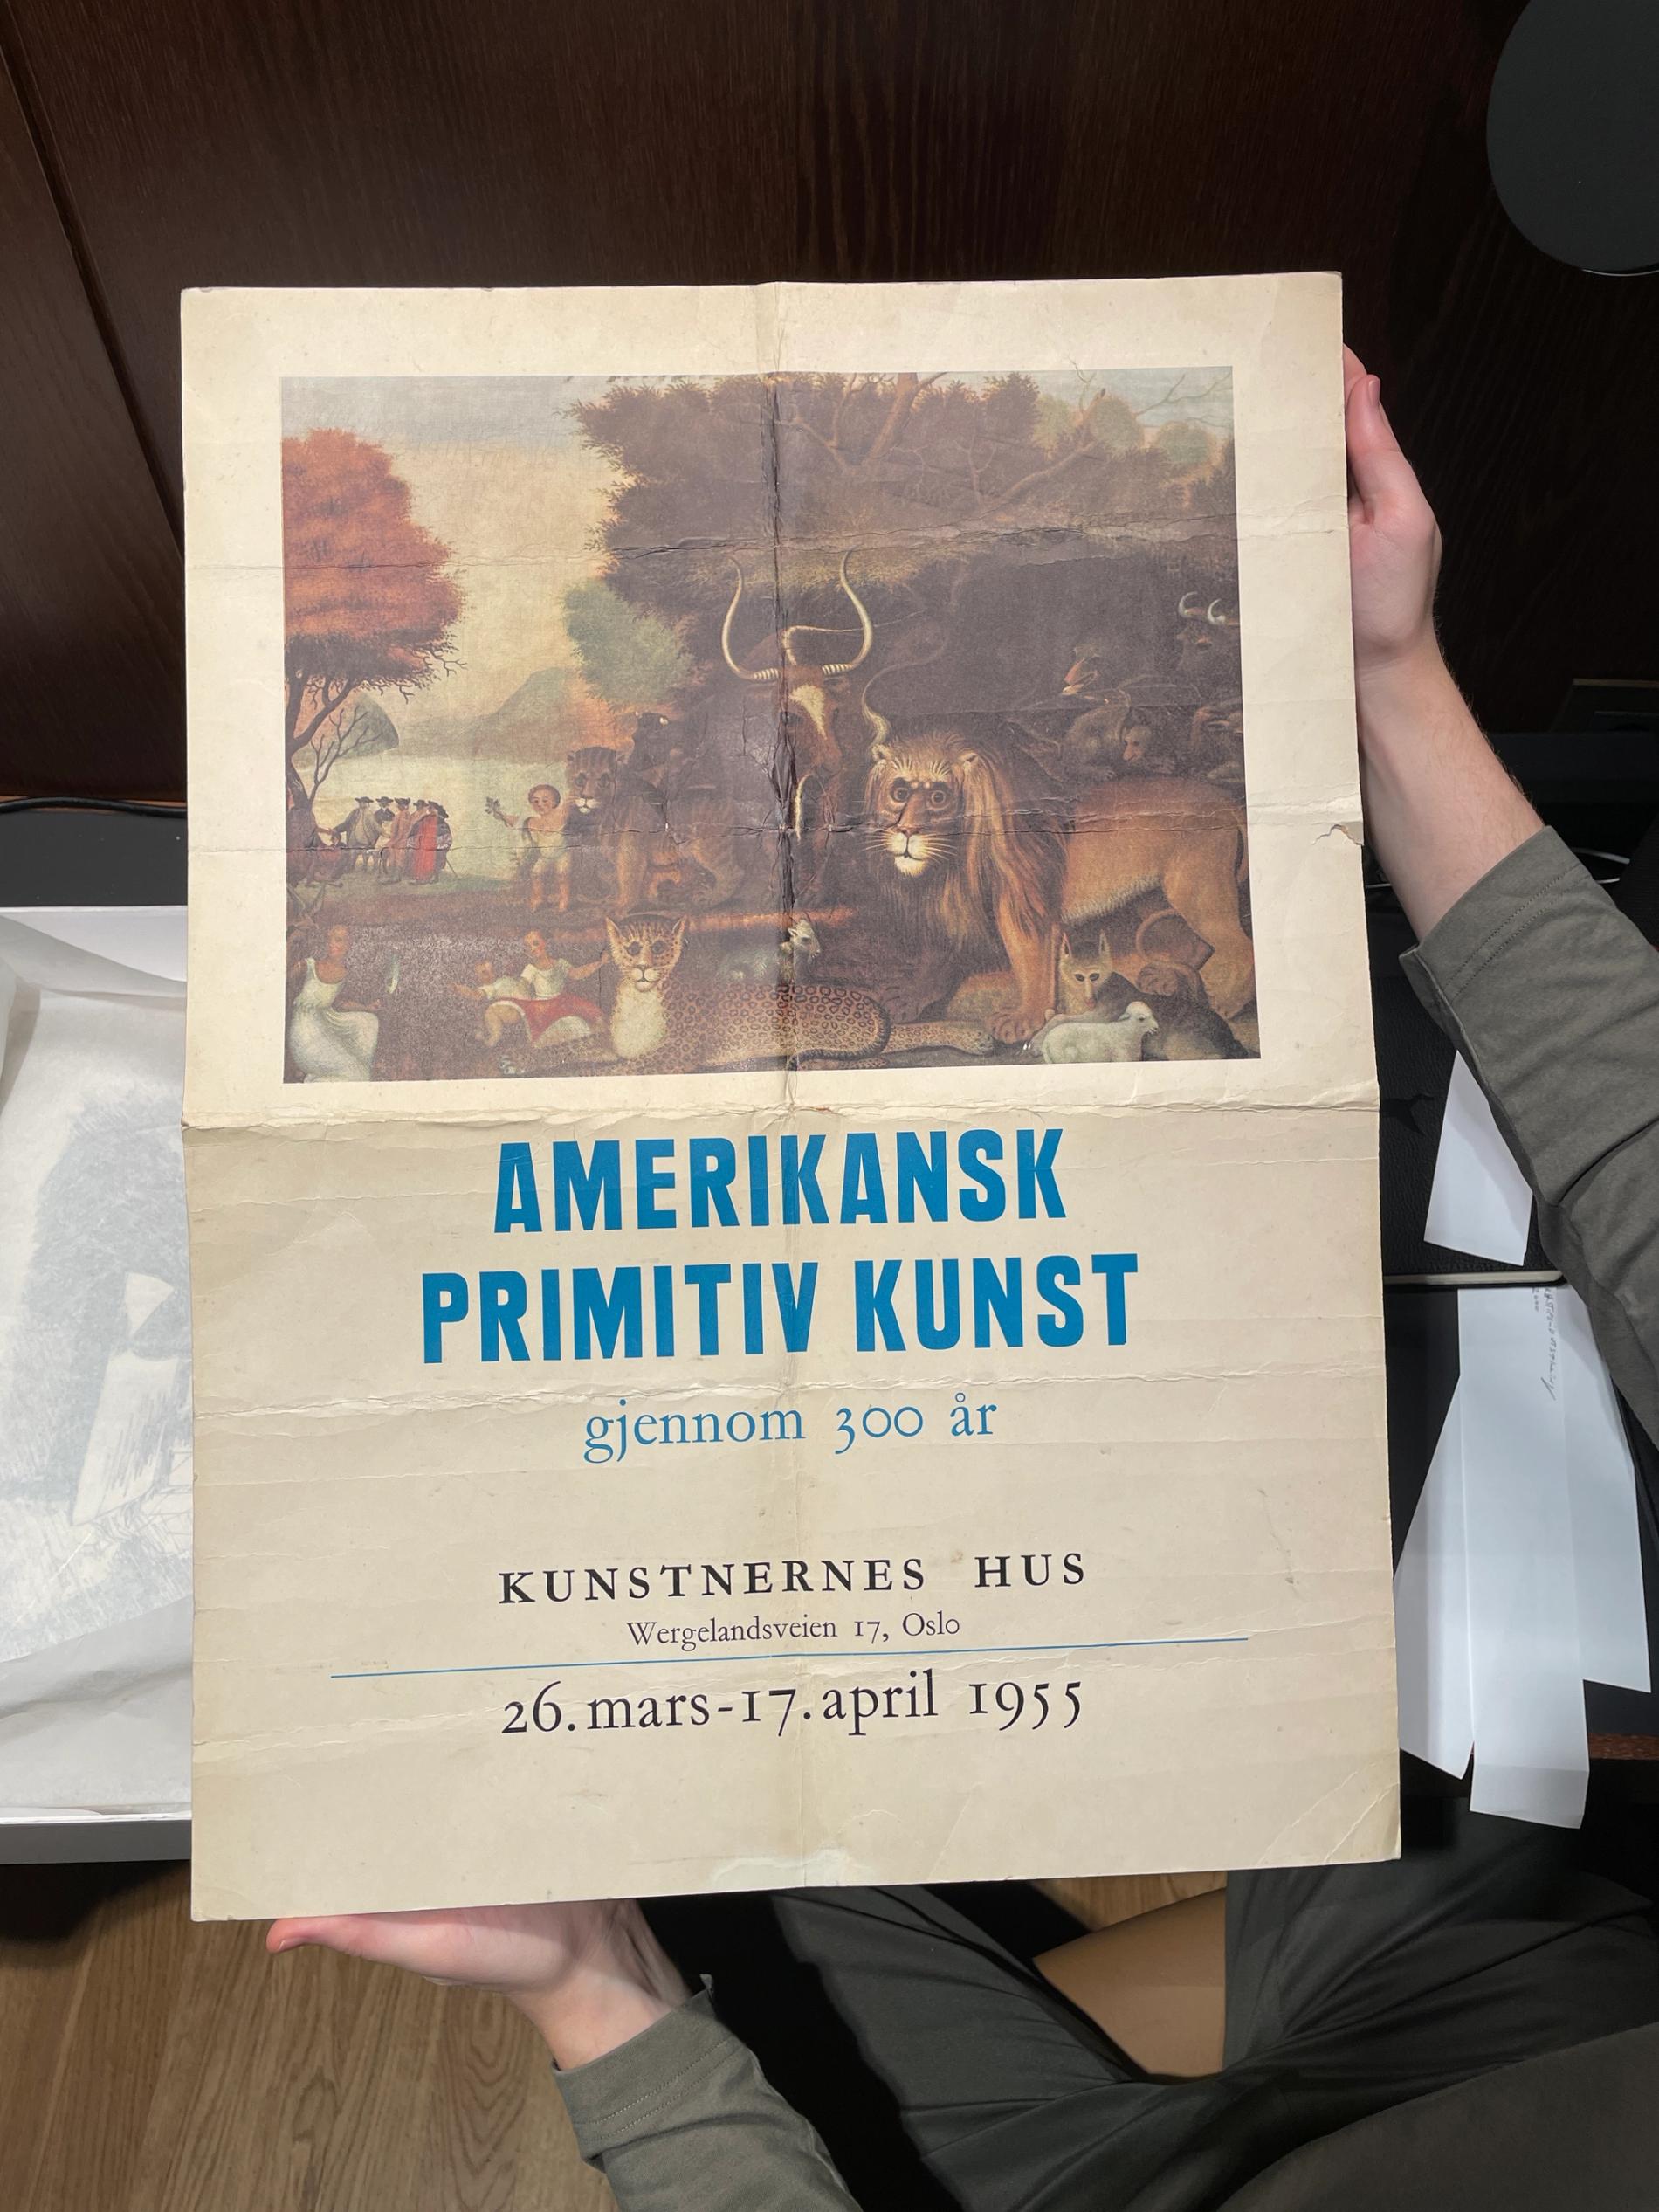 AMERIKANSK
PRIMITIV KUNST
gjennom 300 år
KUNSTNERNES HUS
Wergelandsveien 17, Oslo
26. mars-17. april 1955